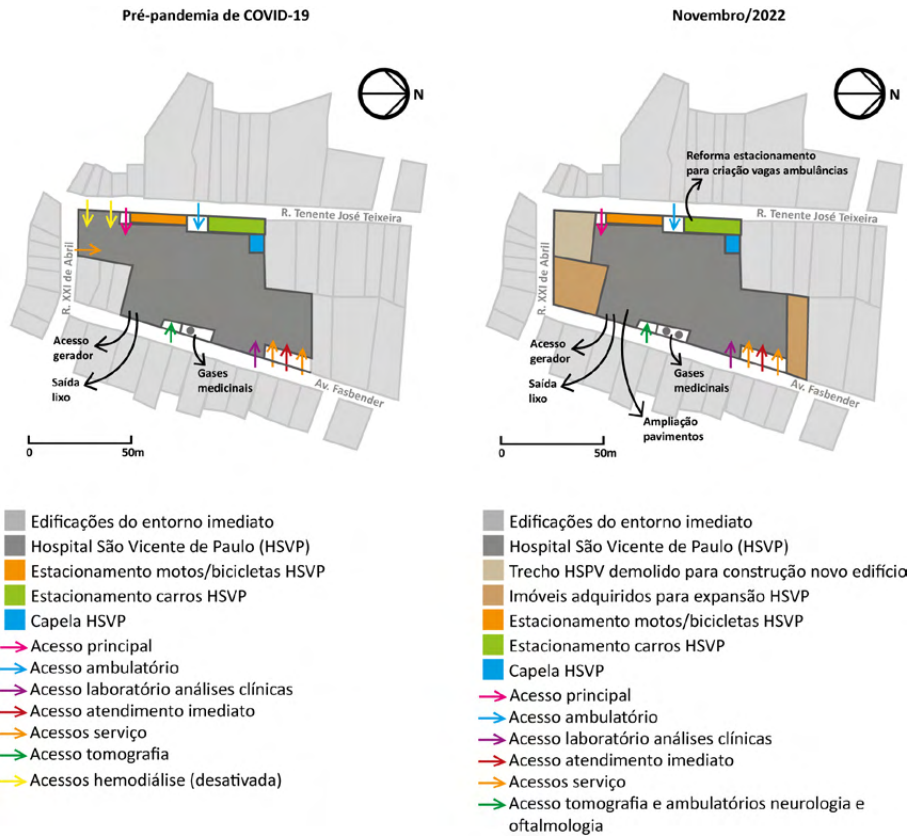 Pré-pandemia de COVID-19
N
R. Tenente José Teixeira
R. XXI de Abril
Acesso
gerador
Saída
lixo
Gases
medicinais
Av. Fasbender
0 50m
Edificações do entorno imediato
Hospital São Vicente de Paulo (HSVP)
Estacionamento motos/bicicletas HSVP
Estacionamento carros HSVP
Capela HSVP
Acesso principal
Acesso ambulatório
Acesso laboratório análises clínicas
Acesso atendimento imediato
Acessos serviço
Acesso tomografia
Acessos hemodiálise (desativada)
Novembro/2022
N
Reforma estacionamento
para criação vagas ambulâncias
R. Tenente José Teixeira
R. XXI de Abril
Acesso
gerador
Saída
lixo
Gases
medicinais
Ampliação
pavimentos
Av. Fasbender
0 50m
Edificações do entorno imediato
Hospital São Vicente de Paulo (HSVP)
Trecho HSPV demolido para construção novo edifício
Imóveis adquiridos para expansão HSVP
Estacionamento motos/bicicletas HSVP
Estacionamento carros HSVP
Capela HSVP
Acesso principal
Acesso ambulatório
Acesso laboratório análises clínicas
Acesso atendimento imediato
Acessos serviço
Acesso tomografia e ambulatórios neurologia e
oftalmologia